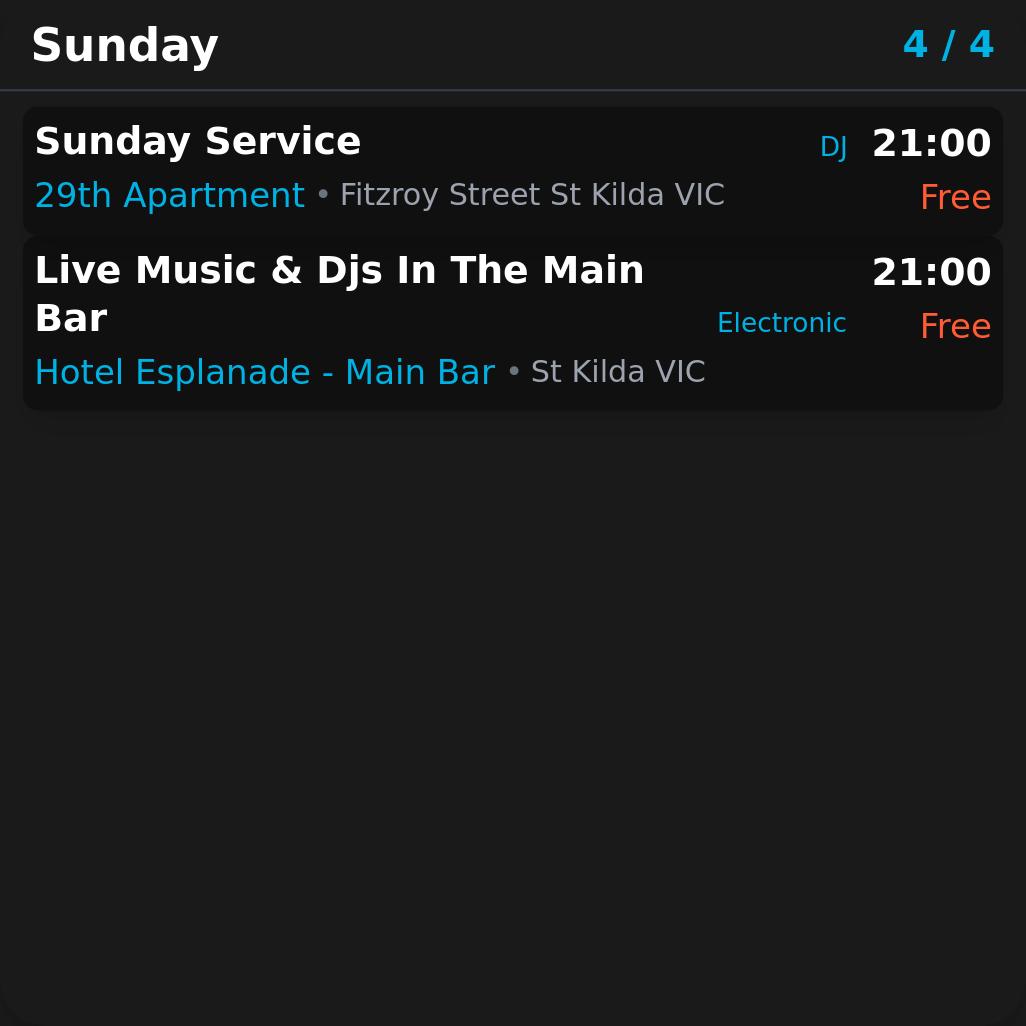 Sunday 4 / 4
Sunday Service DJ 21:00
29th Apartment • Fitzroy Street St Kilda VIC Free
Live Music & Djs In The Main 21:00
Bar Electronic Free
Hotel Esplanade - Main Bar • St Kilda VIC